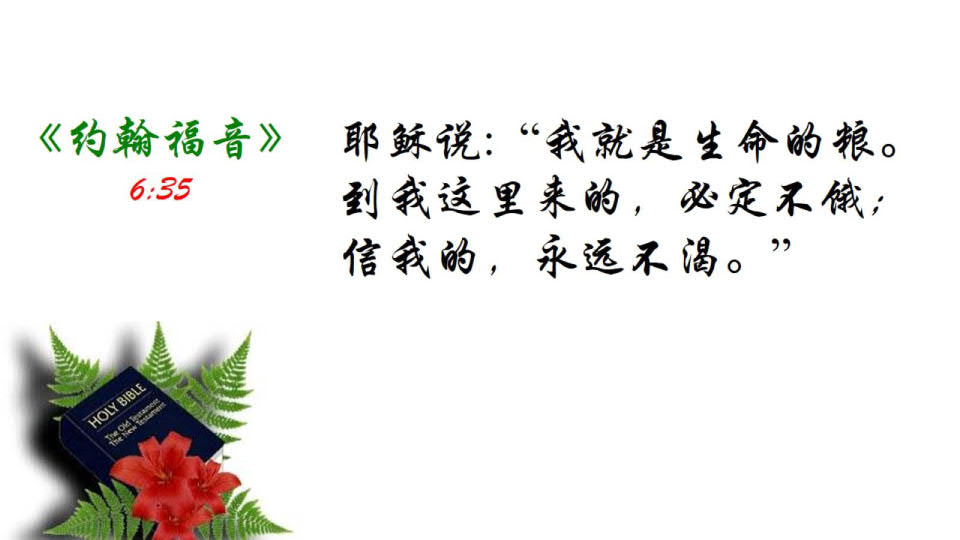 《约翰福音》
6:35
耶稣说:“我就是生命的粮。
到我这里来的，必定不饿；
信我的，永远不渴。”
HOLY BIBLE
The Old Testament
The New Testament